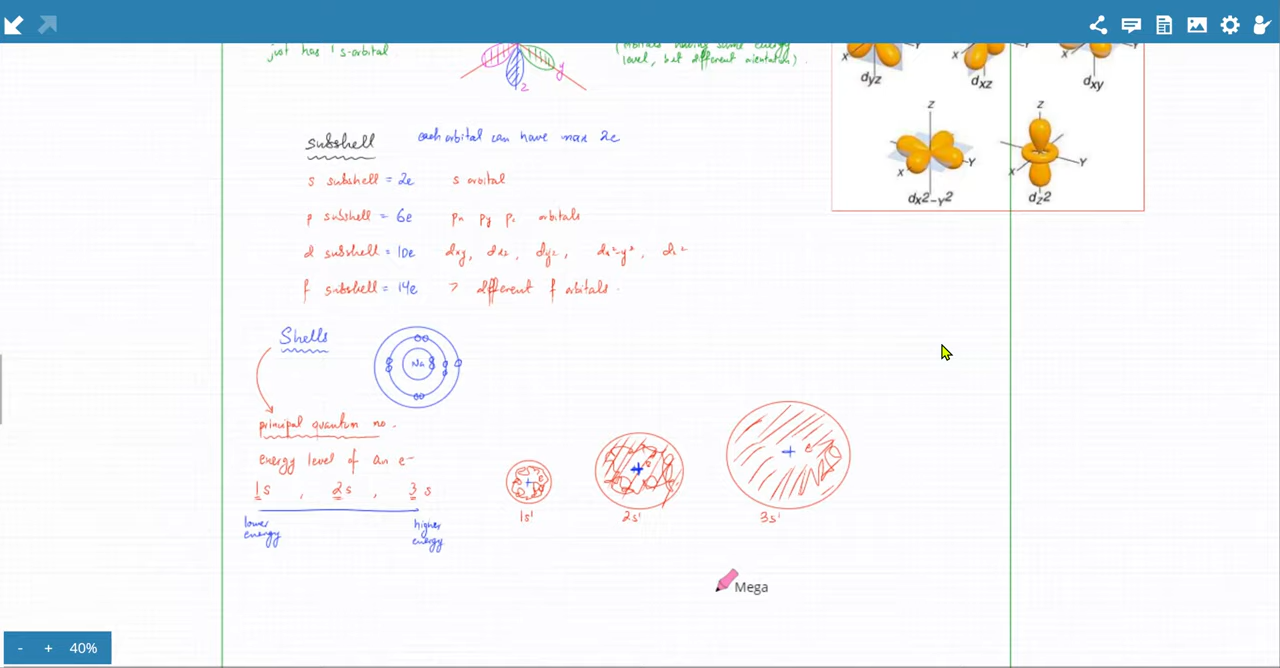 just has 1 s-orbital
y
z
(orbitals having same energy
level, but different orientation).
X
Y
dyz
X
dxz
X
Y
dxy
Z
X
Y
dx2-Y2
Z
X
Y
dz2
Subshell
each orbital can have max 2e
s subshell = 2e s orbital
p subshell = 6e px py pz orbitals
d subshell = 10e dxy, dxz, dyz, dx²-y², dz²
f subshell = 14e 7 different f orbitals.
Shells
Na
principal quantum no.
energy level of an e-
1s , 2s , 3s
lower
energy
higher
energy
+ e
1s¹
+ e
2s¹
+ e
3s¹
Mega
- + 40%